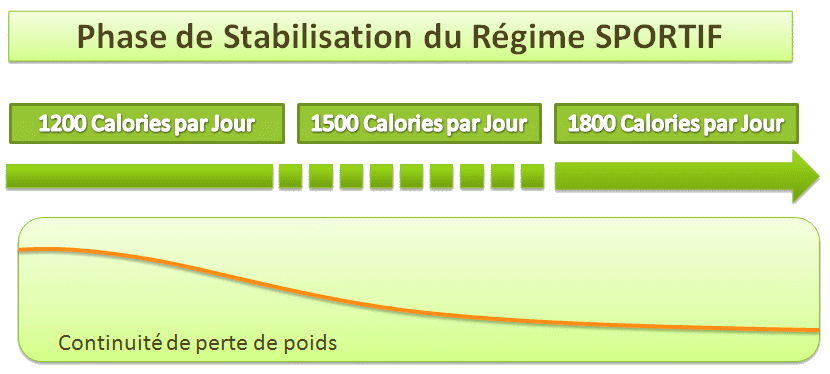 Phase de Stabilisation du Régime SPORTIF
1200 Calories par Jour
1500 Calories par Jour
1800 Calories par Jour
Continuité de perte de poids